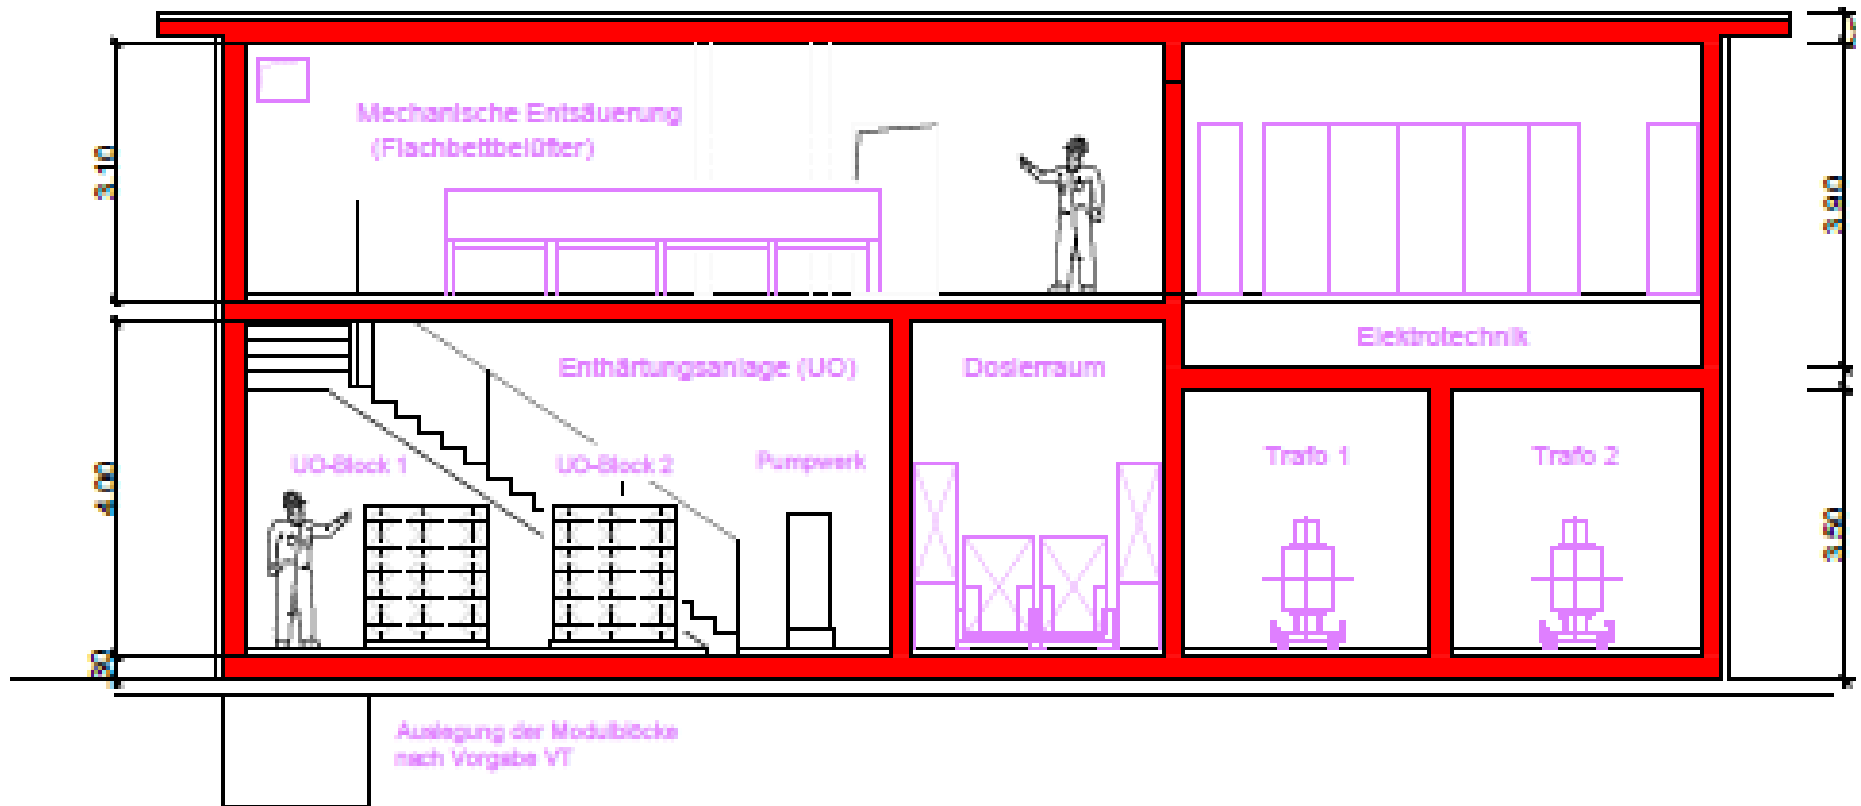 Mechanische Entsäuerung
(Flachbettbelüfter)
3.10
3.90
Elektrotechnik
Enthärtungsanlage (UO)
Dosierraum
UO-Block 1
UO-Block 2
Pumpwerk
Trafo 1
Trafo 2
4.00
3.50
30
Auslegung der Modulblöcke
nach Vorgabe VT